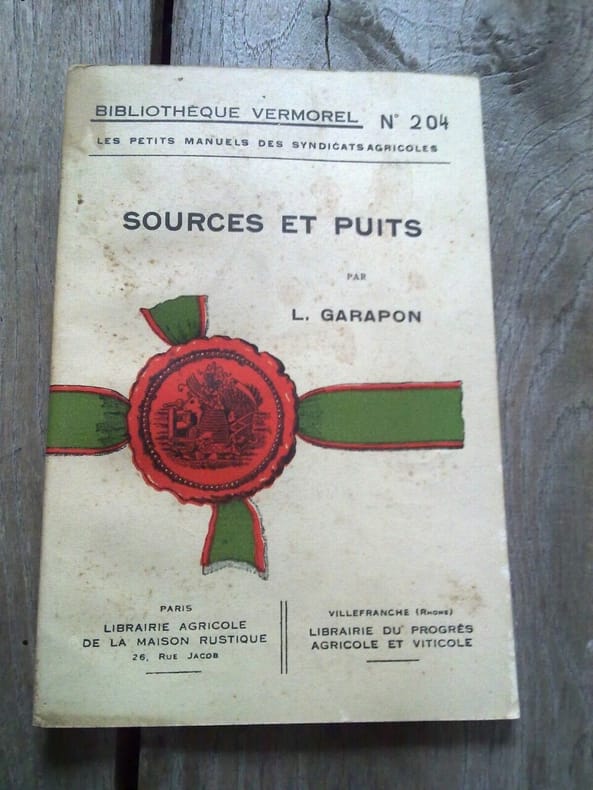 BIBLIOTHÈQUE VERMOREL N° 204
LES PETITS MANUELS DES SYNDICATS AGRICOLES
SOURCES ET PUITS
PAR
L. GARAPON
PARIS
LIBRAIRIE AGRICOLE
DE LA MAISON RUSTIQUE
26, RUE JACOB
VILLEFRANCHE (RHONE)
LIBRAIRIE DU PROGRÈS
AGRICOLE ET VITICOLE